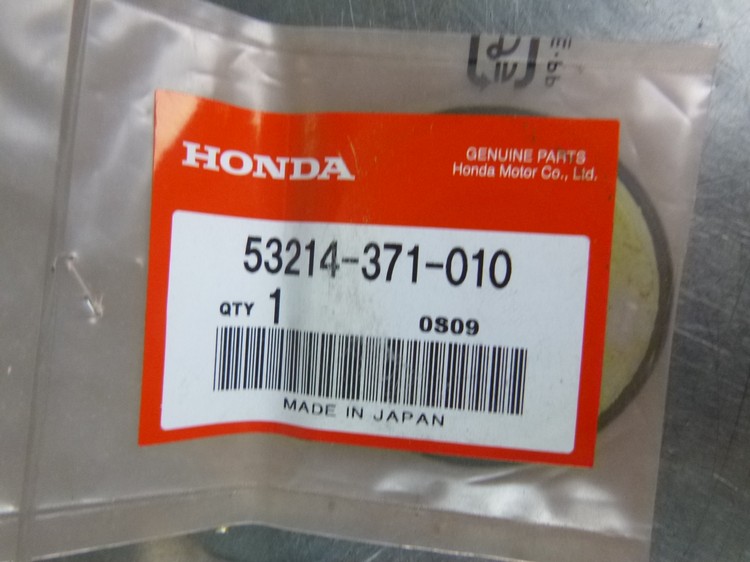 HONDA
GENUINE PARTS
Honda Motor Co., Ltd.
53214-371-010
QTY 1
0S09
MADE IN JAPAN